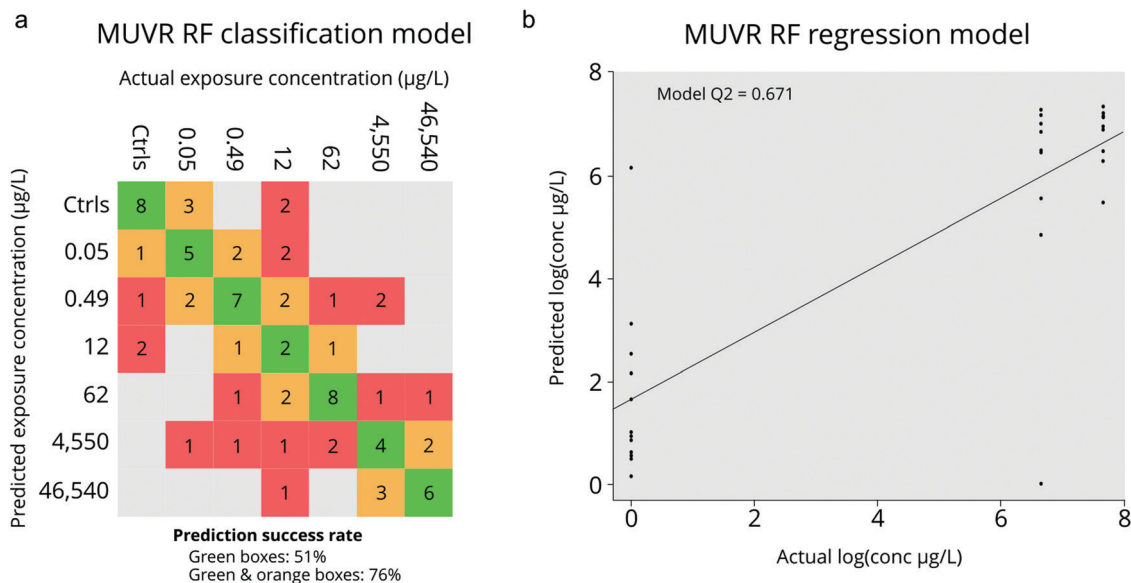 a
MUVR RF classification model
Actual exposure concentration (µg/L)
Ctrls 0.05 0.49 12 62 4,550 46,540
Predicted exposure concentration (µg/L)
Ctrls 8 3 2
0.05 1 5 2 2
0.49 1 2 7 2 1 2
12 2 1 2 1
62 1 2 8 1 1
4,550 1 1 1 2 4 2
46,540 1 3 6
Prediction success rate
Green boxes: 51%
Green & orange boxes: 76%
b
MUVR RF regression model
Model Q2 = 0.671
Predicted log(conc µg/L)
8
6
4
2
0
0 2 4 6 8
Actual log(conc µg/L)